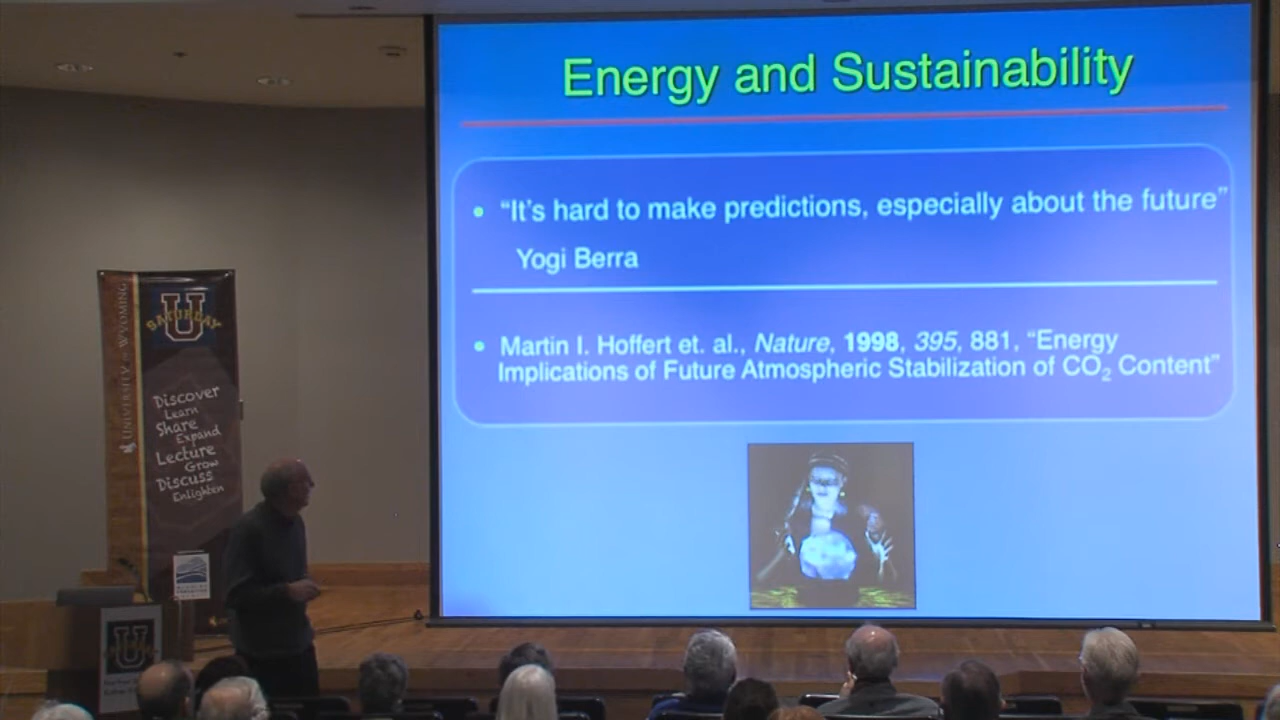 Energy and Sustainability
• “It’s hard to make predictions, especially about the future”
Yogi Berra
• Martin I. Hoffert et. al., Nature, 1998, 395, 881, “Energy
Implications of Future Atmospheric Stabilization of CO₂ Content”
UNIVERSITY OF WYOMING
U
SATURDAY
Discover
Learn
Share
Expand
Lecture
Grow
Discuss
Enlighten
U